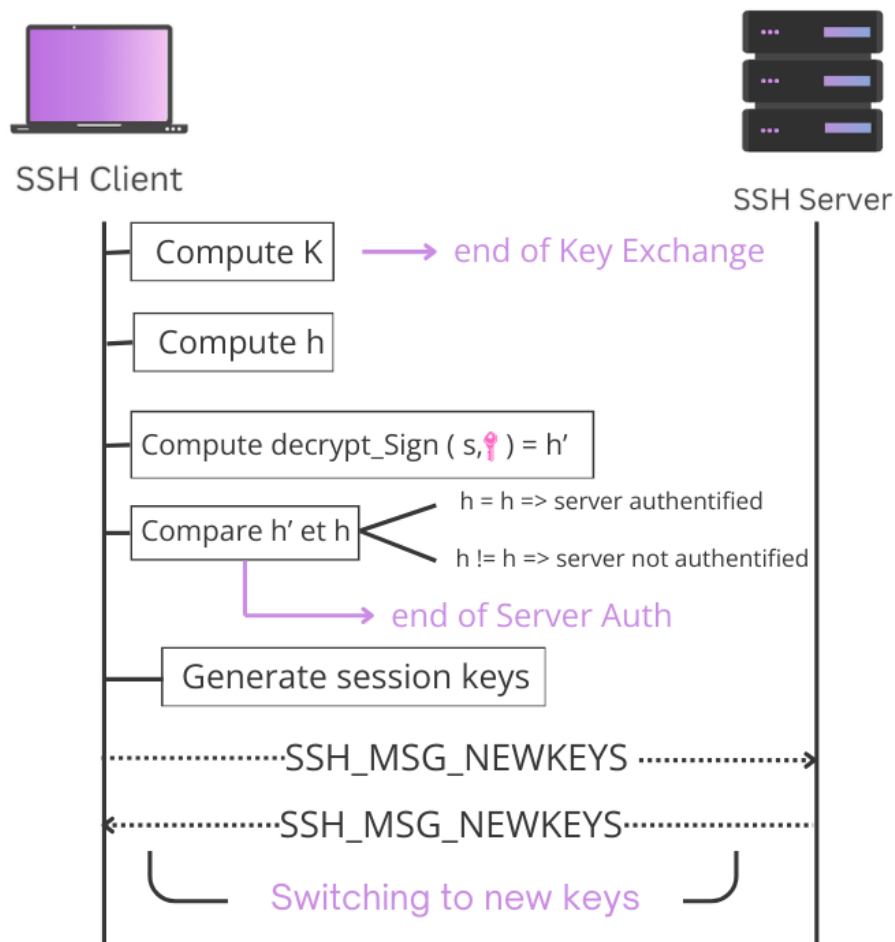 SSH Client
SSH Server
Compute K
end of Key Exchange
Compute h
Compute decrypt_Sign ( s, ) = h’
Compare h’ et h
h = h => server authentified
h != h => server not authentified
end of Server Auth
Generate session keys
SSH_MSG_NEWKEYS
SSH_MSG_NEWKEYS
Switching to new keys